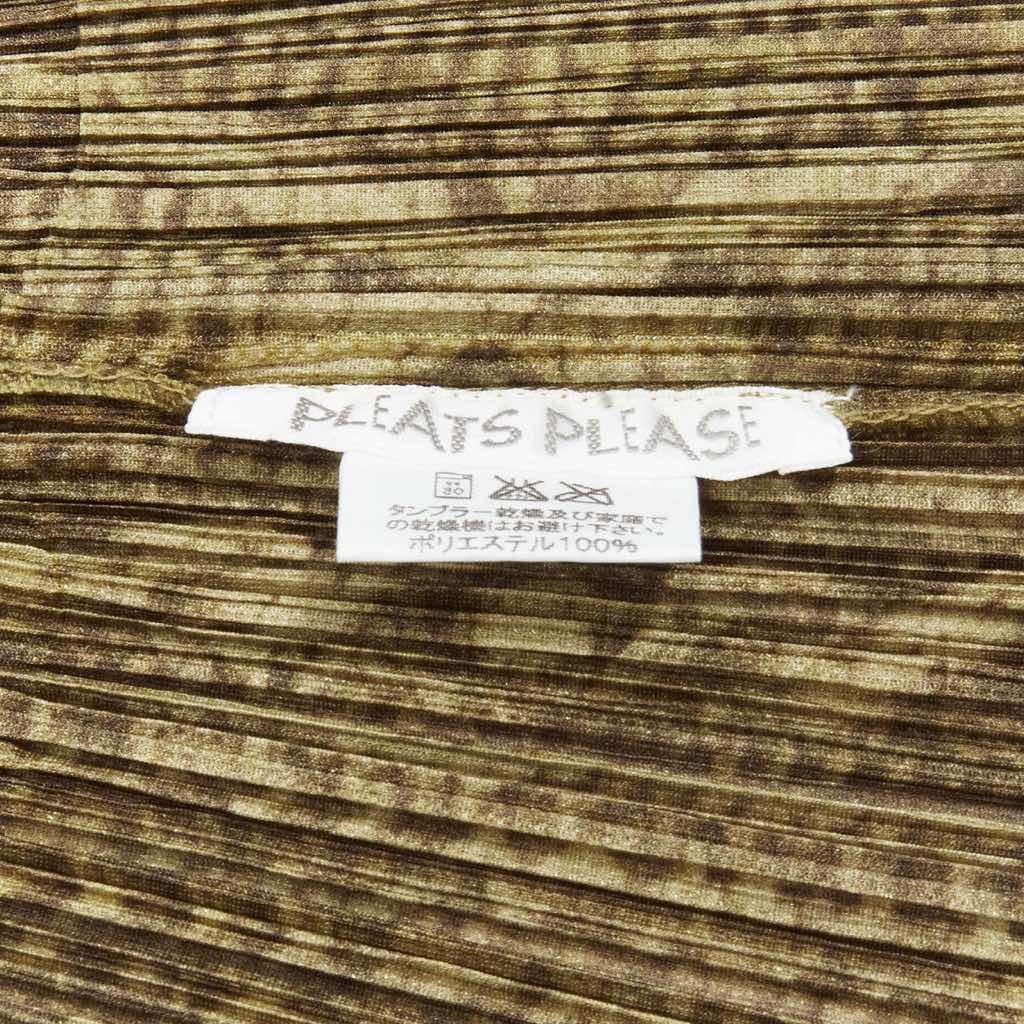 PLEATS PLEASE
30
タンブラー乾燥及び家庭で
の乾燥機はお避け下さい。
ポリエステル100%